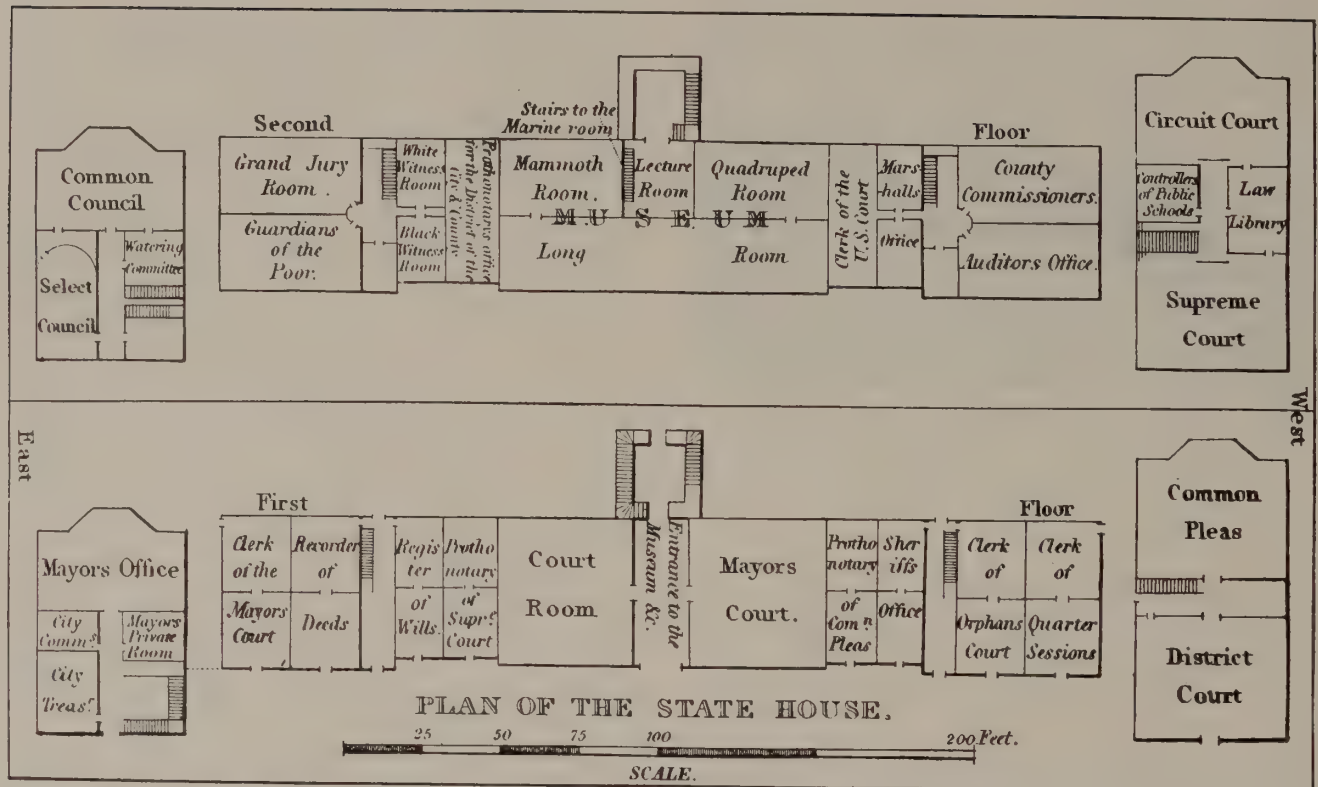 Second
Floor
Common
Council
Select
Council
Watering
Committee
Grand Jury
Room.
Guardians
of the
Poor.
White
Witness
Room
Black
Witness
Room
Prothonotarys office
for the District of the
City & County
Stairs to the
Marine room
Mammoth
Room.
Lecture
Room
Quadruped
Room
MUSEUM
Long
Room
Clerk of the
U.S. Court
Mars-
halls
Office
County
Commissioners.
Auditors Office.
Circuit Court
Controllers
of Public
Schools
Law
Library
Supreme
Court
East
West
First
Floor
Mayors Office
City
Comms.
Mayors
Private
Room
City
Treasr.
Clerk
of the
Mayors
Court
Recorder
of
Deeds
Regis
ter
of
Wills.
Protho
notary
of
Supre.
Court
Court
Room
Entrance to the
Museum &c.
Mayors
Court.
Protho
notary
of
Comn.
Pleas
Sher
iffs
Office
Clerk
of
Orphans
Court
Clerk
of
Quarter
Sessions
Common
Pleas
District
Court
PLAN OF THE STATE HOUSE.
25 50 75 100 200 Feet.
SCALE.